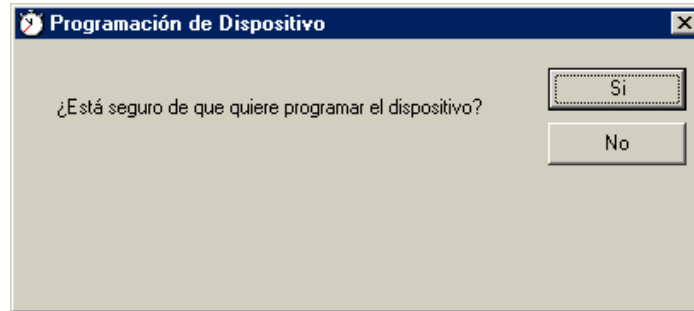 Programación de Dispositivo
¿Está seguro de que quiere programar el dispositivo?
Si
No